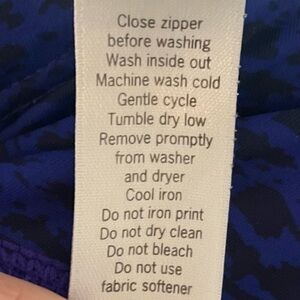 Close zipper
before washing
Wash inside out
Machine wash cold
Gentle cycle
Tumble dry low
Remove promptly
from washer
and dryer
Cool iron
Do not iron print
Do not dry clean
Do not bleach
Do not use
fabric softener